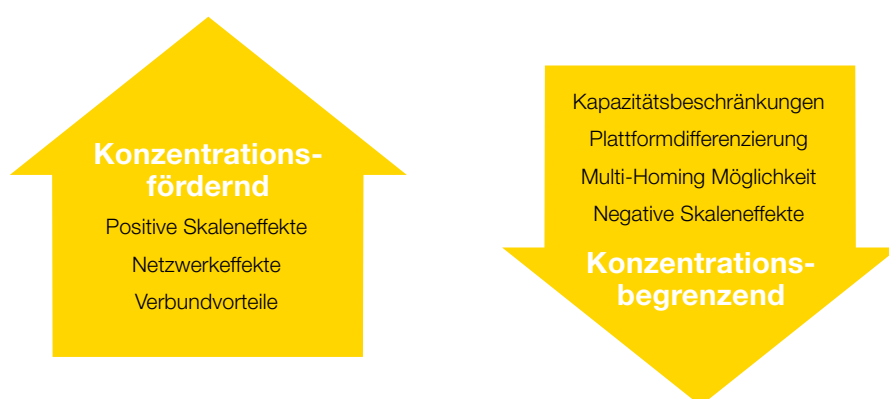 Konzentrations-
fördernd
Positive Skaleneffekte
Netzwerkeffekte
Verbundvorteile
Kapazitätsbeschränkungen
Plattformdifferenzierung
Multi-Homing Möglichkeit
Negative Skaleneffekte
Konzentrations-
begrenzend